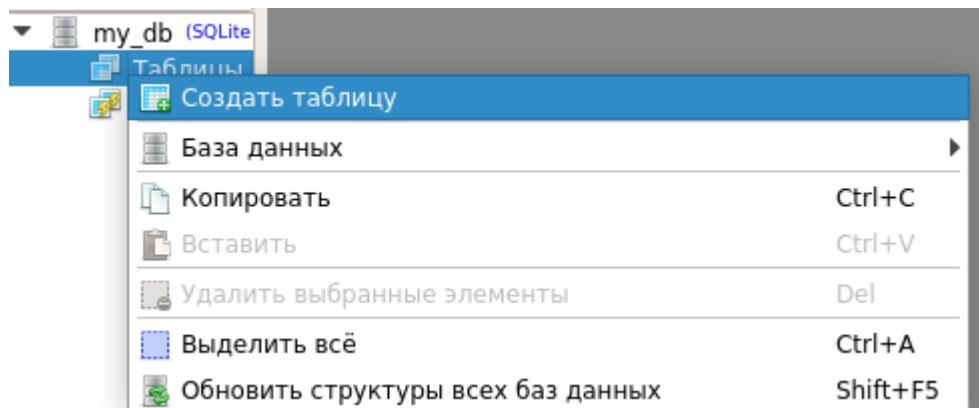 my_db (SQLite
Таблицы
Создать таблицу
База данных
Копировать Ctrl+C
Вставить Ctrl+V
Удалить выбранные элементы Del
Выделить всё Ctrl+A
Обновить структуры всех баз данных Shift+F5